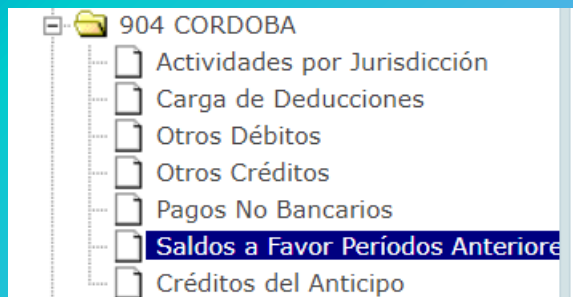 904 CORDOBA
Actividades por Jurisdicción
Carga de Deducciones
Otros Débitos
Otros Créditos
Pagos No Bancarios
Saldos a Favor Períodos Anteriore
Créditos del Anticipo